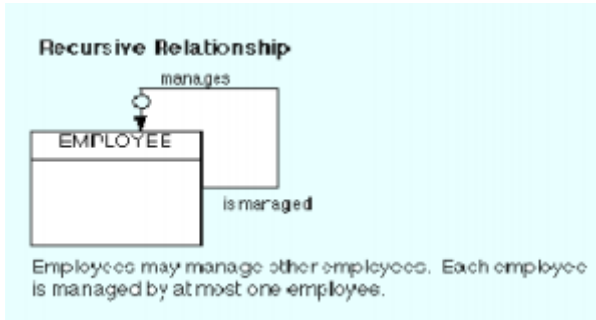 Recursive Relationship
manages
EMPLOYEE
is managed
Employees may manage other employees. Each employee
is managed by at most one employee.